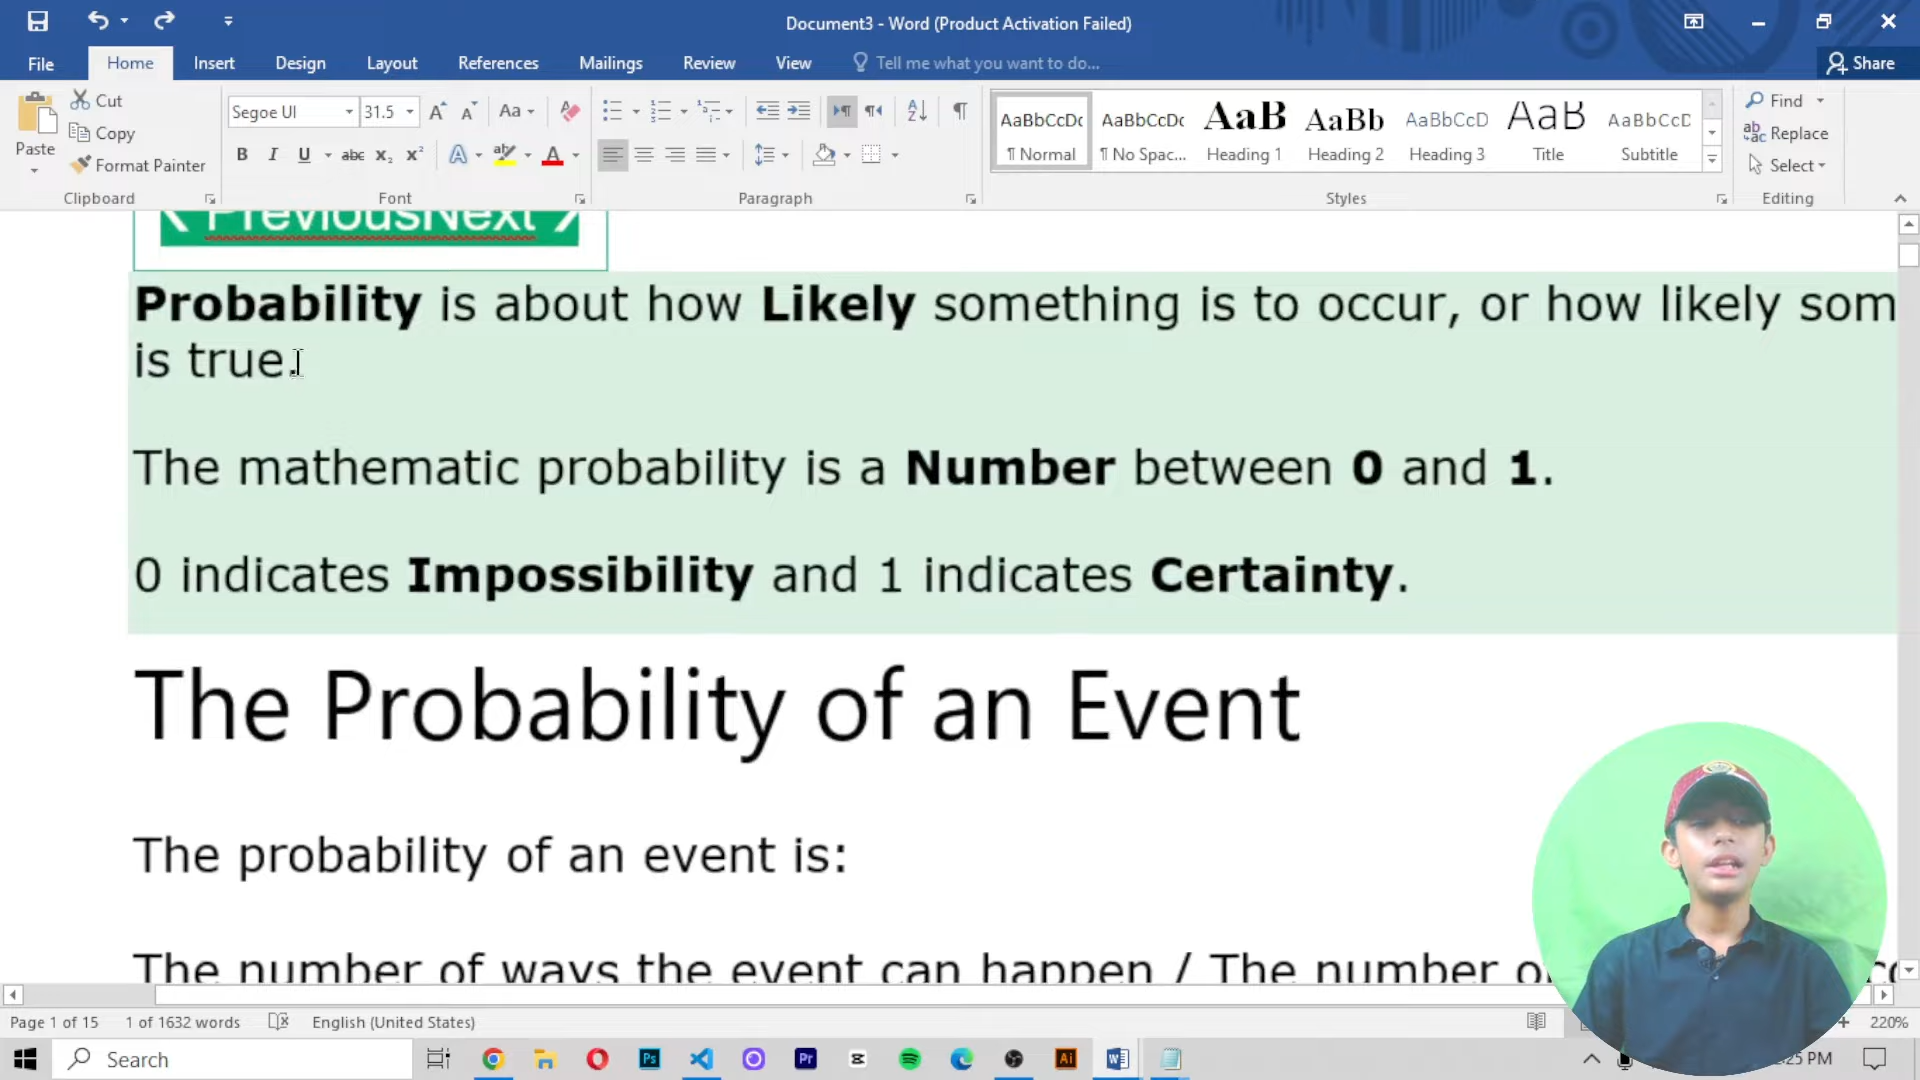 Document3 - Word (Product Activation Failed)
File Home Insert Design Layout References Mailings Review View Tell me what you want to do... Share
Paste
Cut
Copy
Format Painter
Clipboard
Segoe UI 31.5
Font
Paragraph
AaBbCcDc AaBbCcDc AaB AaBb AaBbCcD AaB AaBbCcD
¶ Normal ¶ No Spac... Heading 1 Heading 2 Heading 3 Title Subtitle
Styles
Find
Replace
Select
Editing
❮ PreviousNext ❯
Probability is about how Likely something is to occur, or how likely som
is true.
The mathematic probability is a Number between 0 and 1.
0 indicates Impossibility and 1 indicates Certainty.
The Probability of an Event
The probability of an event is:
The number of ways the event can happen / The number o
Page 1 of 15 1 of 1632 words English (United States) 220%
Search